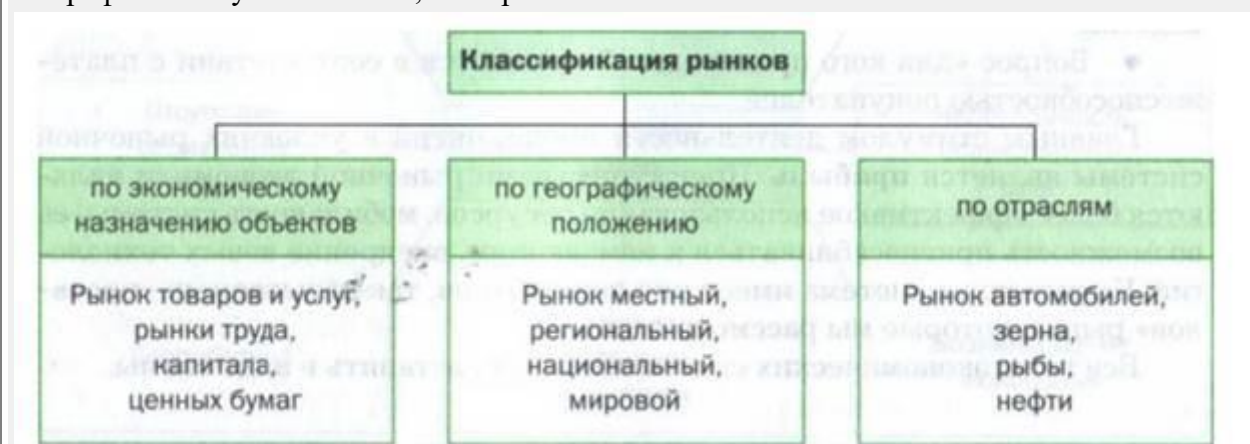 Классификация рынков
по экономическому
назначению объектов
по географическому
положению
по отраслям
Рынок товаров и услуг,
рынки труда,
капитала,
ценных бумаг
Рынок местный,
региональный,
национальный,
мировой
Рынок автомобилей,
зерна,
рыбы,
нефти